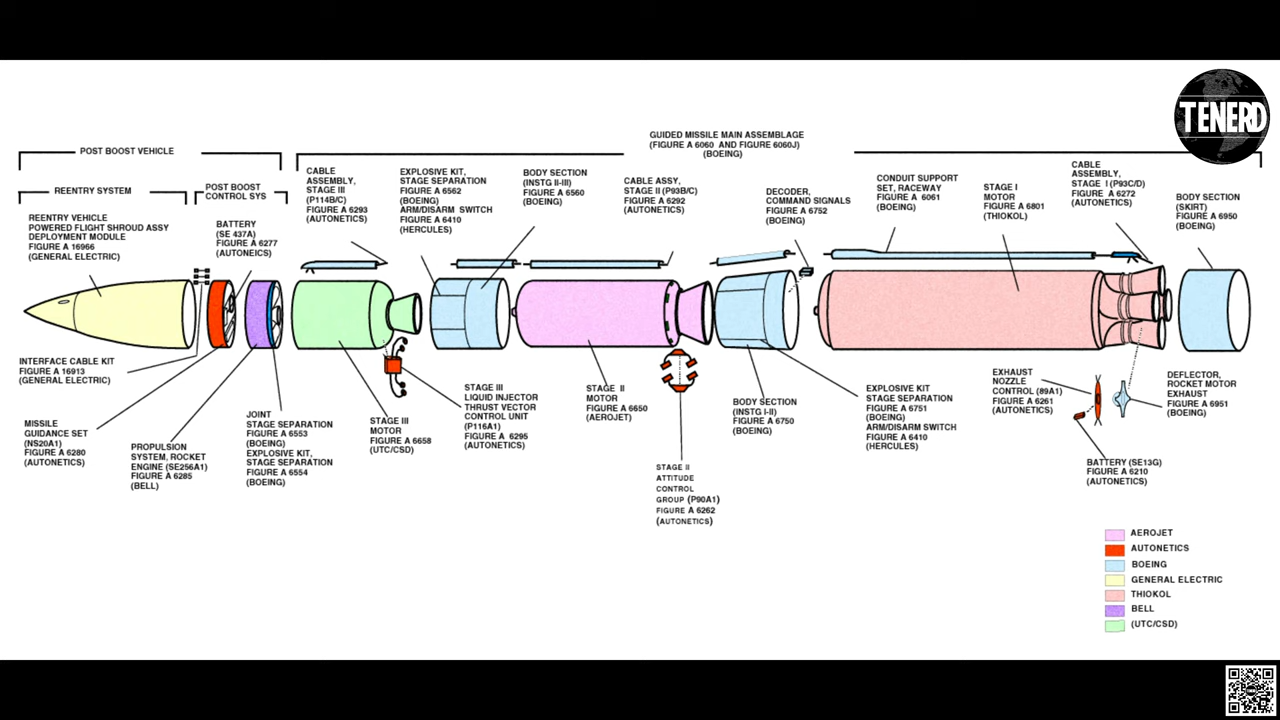 TENERD
GUIDED MISSILE MAIN ASSEMBLAGE
(FIGURE A 6060 AND FIGURE 6060J)
(BOEING)
POST BOOST VEHICLE
REENTRY SYSTEM
POST BOOST
CONTROL SYS
REENTRY VEHICLE
POWERED FLIGHT SHROUD ASSY
DEPLOYMENT MODULE
FIGURE A 16966
(GENERAL ELECTRIC)
BATTERY
(SE 437A)
FIGURE A 6277
(AUTONEICS)
CABLE
ASSEMBLY,
STAGE III
(P114B/C)
FIGURE A 6293
(AUTONETICS)
EXPLOSIVE KIT,
STAGE SEPARATION
FIGURE A 6562
(BOEING)
ARM/DISARM SWITCH
FIGURE A 6410
(HERCULES)
BODY SECTION
(INSTG II-III)
FIGURE A 6560
(BOEING)
CABLE ASSY,
STAGE II (P93B/C)
FIGURE A 6292
(AUTONETICS)
DECODER,
COMMAND SIGNALS
FIGURE A 6752
(BOEING)
CONDUIT SUPPORT
SET, RACEWAY
FIGURE A 6061
(BOEING)
STAGE I
MOTOR
FIGURE A 6801
(THIOKOL)
CABLE
ASSEMBLY,
STAGE I (P93C/D)
FIGURE A 6272
(AUTONETICS)
BODY SECTION
(SKIRT)
FIGURE A 6950
(BOEING)
INTERFACE CABLE KIT
FIGURE A 16913
(GENERAL ELECTRIC)
MISSILE
GUIDANCE SET
(NS20A1)
FIGURE A 6280
(AUTONETICS)
PROPULSION
SYSTEM, ROCKET
ENGINE (SE256A1)
FIGURE A 6285
(BELL)
JOINT
STAGE SEPARATION
FIGURE A 6553
(BOEING)
EXPLOSIVE KIT,
STAGE SEPARATION
FIGURE A 6554
(BOEING)
STAGE III
MOTOR
FIGURE A 6658
(UTC/CSD)
STAGE III
LIQUID INJECTOR
THRUST VECTOR
CONTROL UNIT
(P116A1)
FIGURE A 6295
(AUTONETICS)
STAGE II
MOTOR
FIGURE A 6650
(AEROJET)
STAGE II
ATTITUDE
CONTROL
GROUP (P90A1)
FIGURE A 6262
(AUTONETICS)
BODY SECTION
(INSTG I-II)
FIGURE A 6750
(BOEING)
EXPLOSIVE KIT
STAGE SEPARATION
FIGURE A 6751
(BOEING)
ARM/DISARM SWITCH
FIGURE A 6410
(HERCULES)
EXHAUST
NOZZLE
CONTROL (89A1)
FIGURE A 6261
(AUTONETICS)
DEFLECTOR,
ROCKET MOTOR
EXHAUST
FIGURE A 6951
(BOEING)
BATTERY (SE13G)
FIGURE A 6210
(AUTONETICS)
AEROJET
AUTONETICS
BOEING
GENERAL ELECTRIC
THIOKOL
BELL
(UTC/CSD)